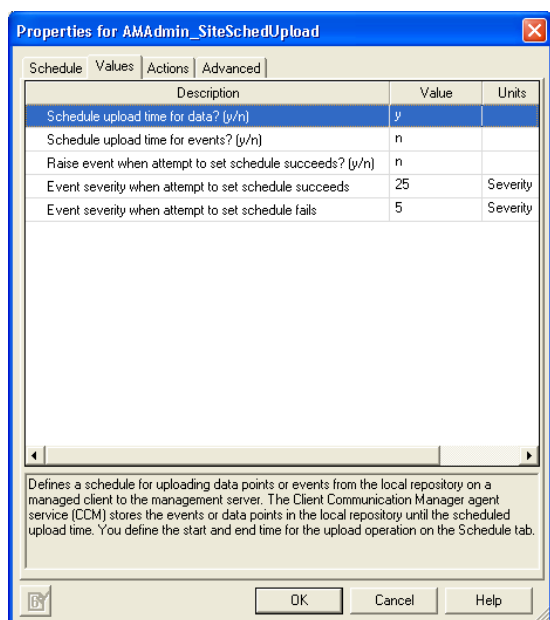 Properties for AMAdmin_SiteSchedUpload
Schedule Values Actions Advanced
Description Value Units
Schedule upload time for data? (y/n) y
Schedule upload time for events? (y/n) n
Raise event when attempt to set schedule succeeds? (y/n) n
Event severity when attempt to set schedule succeeds 25 Severity
Event severity when attempt to set schedule fails 5 Severity
Defines a schedule for uploading data points or events from the local repository on a
managed client to the management server. The Client Communication Manager agent
service (CCM) stores the events or data points in the local repository until the scheduled
upload time. You define the start and end time for the upload operation on the Schedule tab.
OK Cancel Help